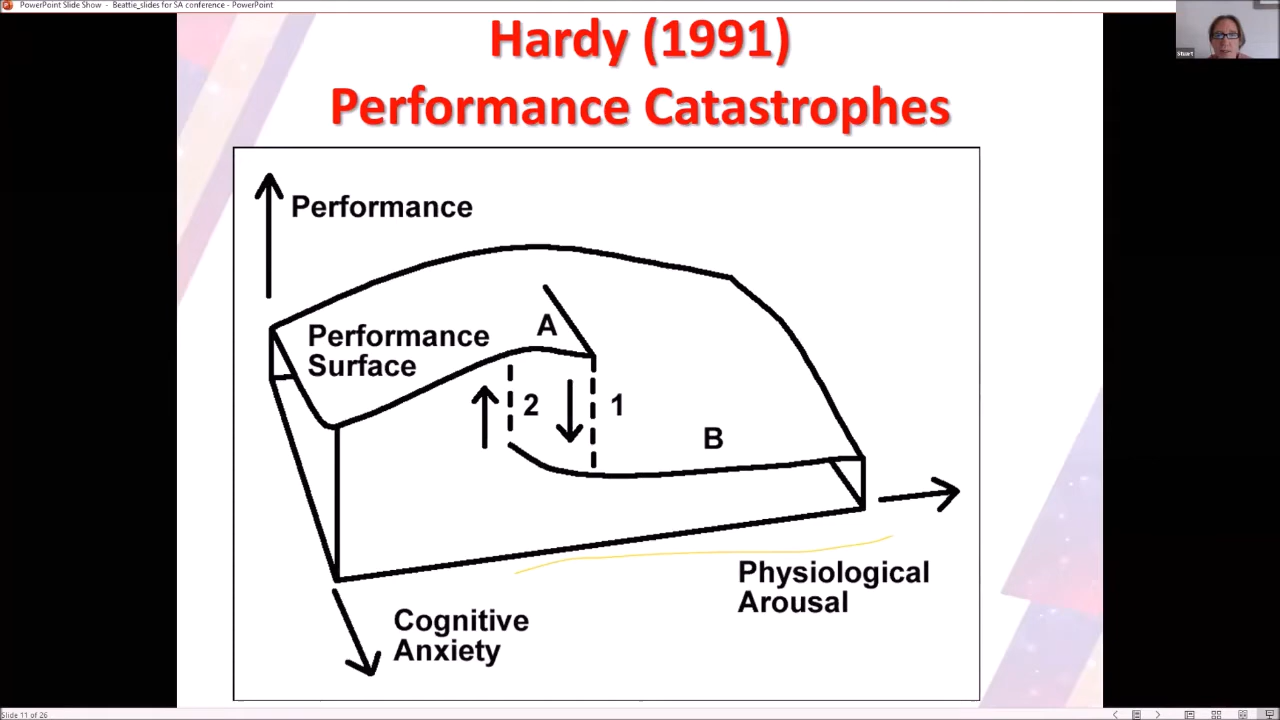 PowerPoint Slide Show - Beattie_slides for SA conference - PowerPoint
Stuart
Hardy (1991)
Performance Catastrophes
Performance
Performance
Surface
A
2
1
B
Physiological
Arousal
Cognitive
Anxiety
Slide 11 of 26